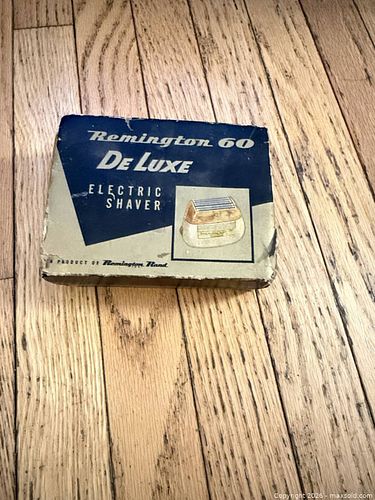 Remington 60
DE LUXE
ELECTRIC
SHAVER
A PRODUCT OF Remington Rand
Copyright 2026 - maxsold.com